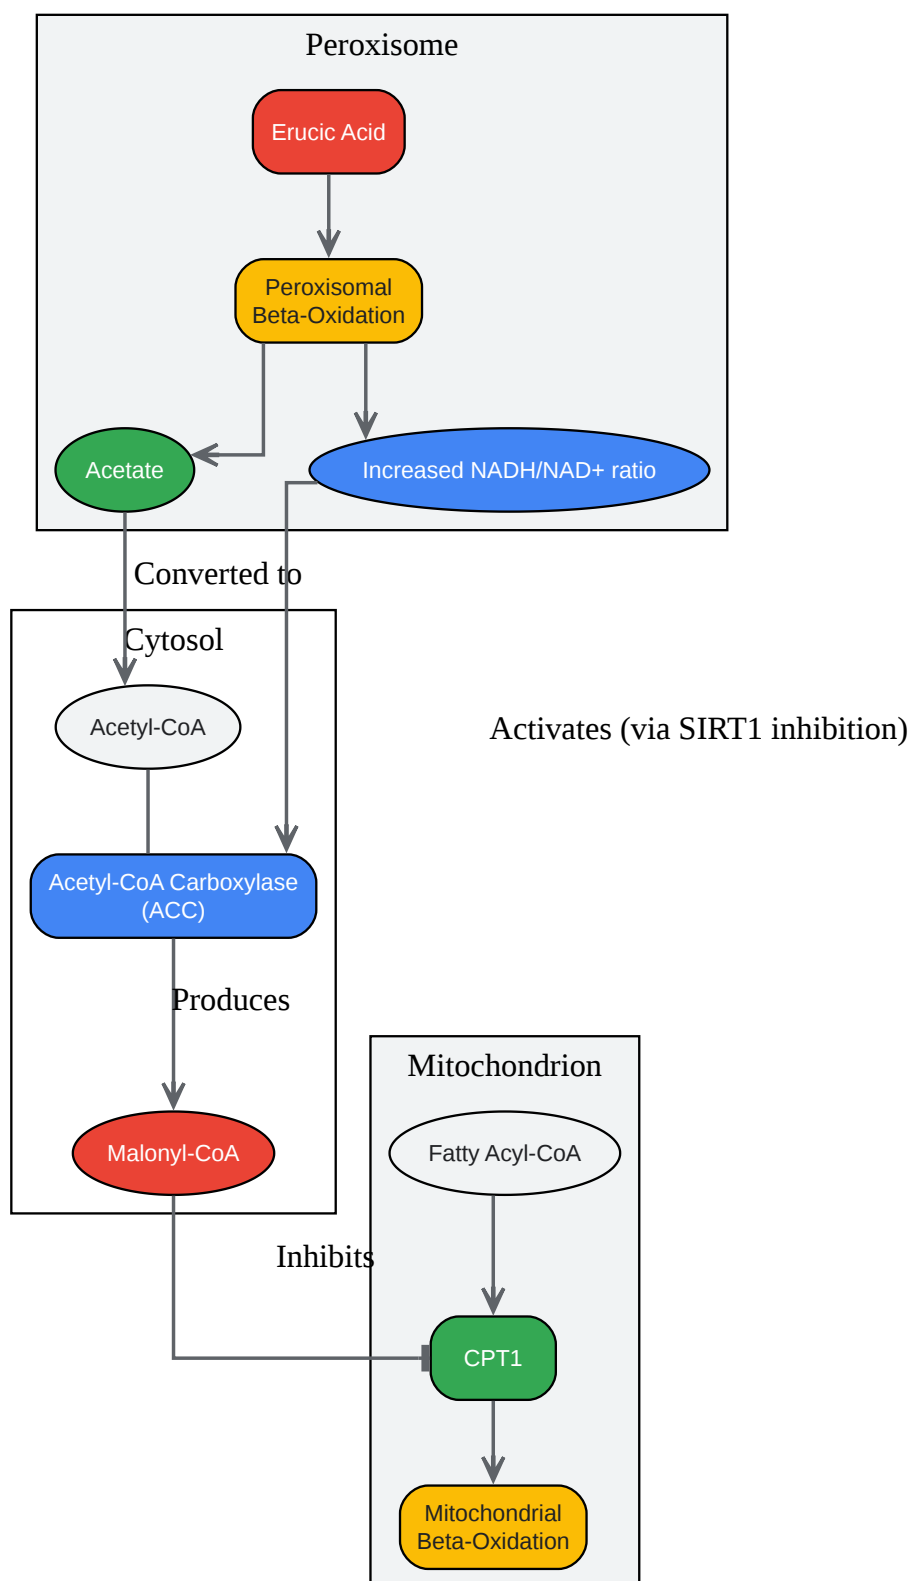 Peroxisome
Erucic Acid
Peroxisomal
Beta-Oxidation
Acetate
Increased NADH/NAD+ ratio
Converted to
Cytosol
Acetyl-CoA
Activates (via SIRT1 inhibition)
Acetyl-CoA Carboxylase
(ACC)
Produces
Mitochondrion
Malonyl-CoA
Fatty Acyl-CoA
Inhibits
CPT1
Mitochondrial
Beta-Oxidation